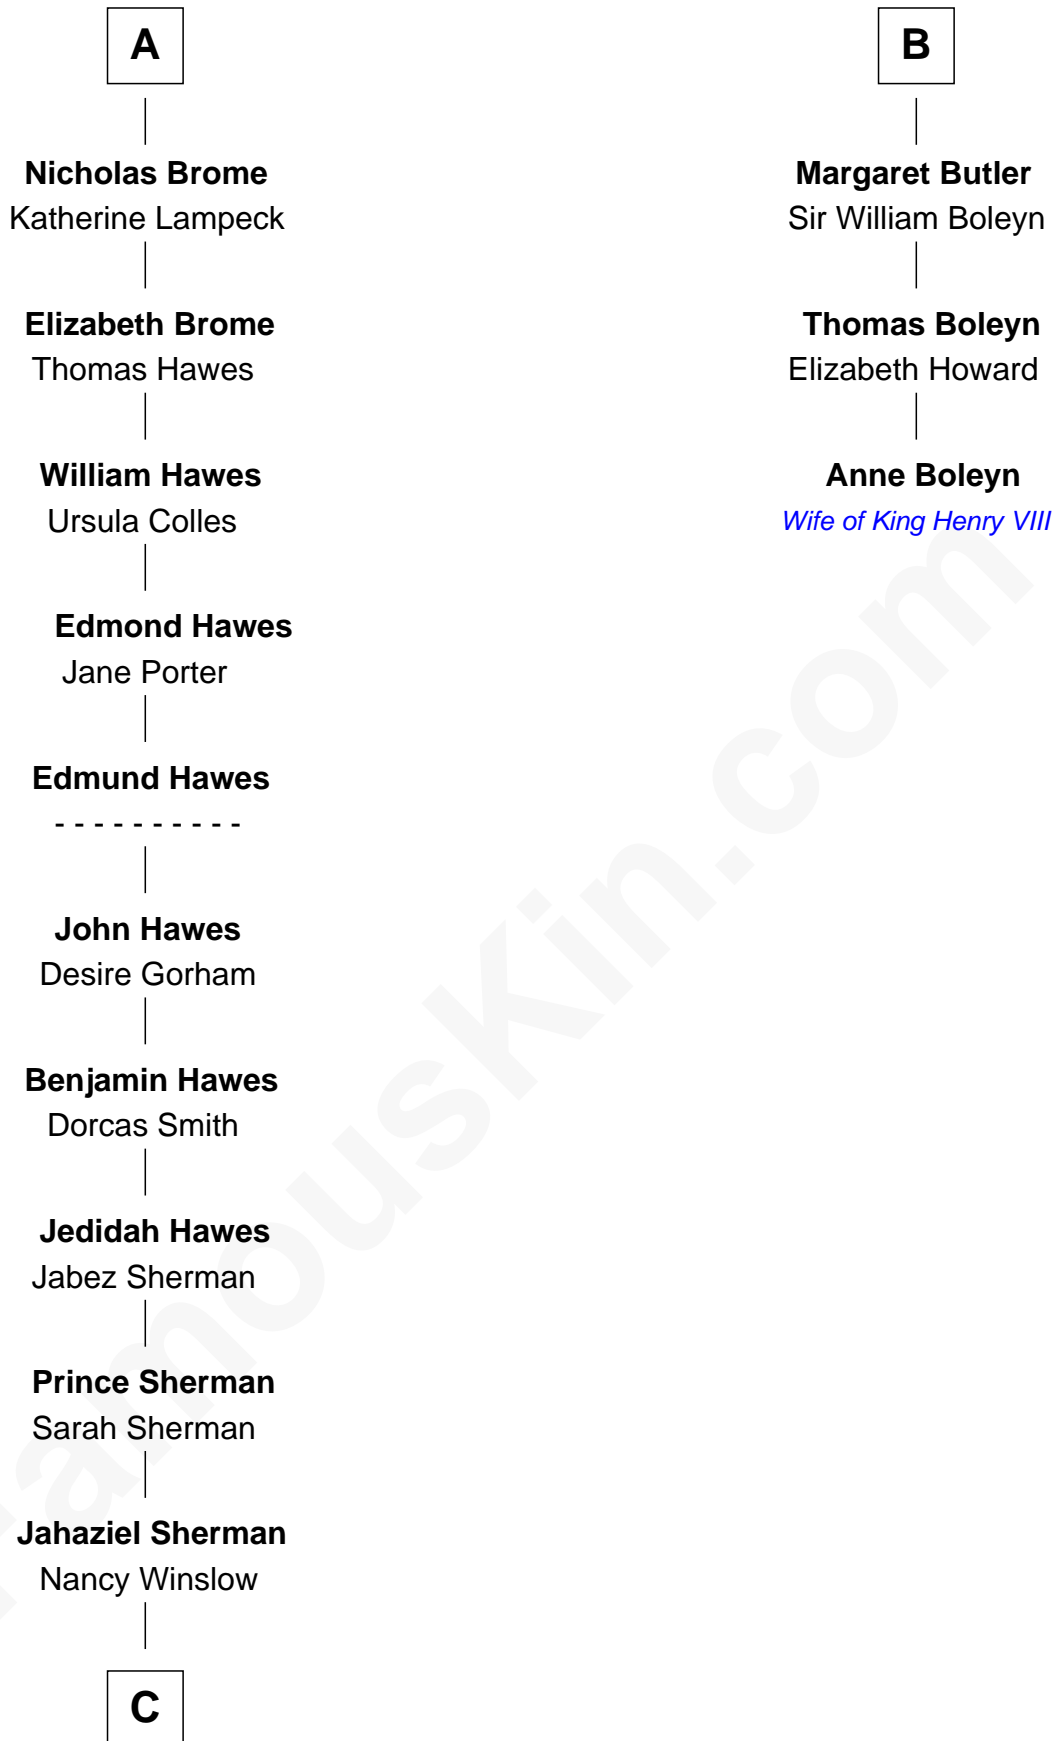 A
Nicholas Brome
Katherine Lampeck
Elizabeth Brome
Thomas Hawes
William Hawes
Ursula Colles
Edmond Hawes
Jane Porter
Edmund Hawes
- - - - - - - - - -
John Hawes
Desire Gorham
Benjamin Hawes
Dorcas Smith
Jedidah Hawes
Jabez Sherman
Prince Sherman
Sarah Sherman
Jahaziel Sherman
Nancy Winslow
C
B
Margaret Butler
Sir William Boleyn
Thomas Boleyn
Elizabeth Howard
Anne Boleyn
Wife of King Henry VIII
FamousKin.com